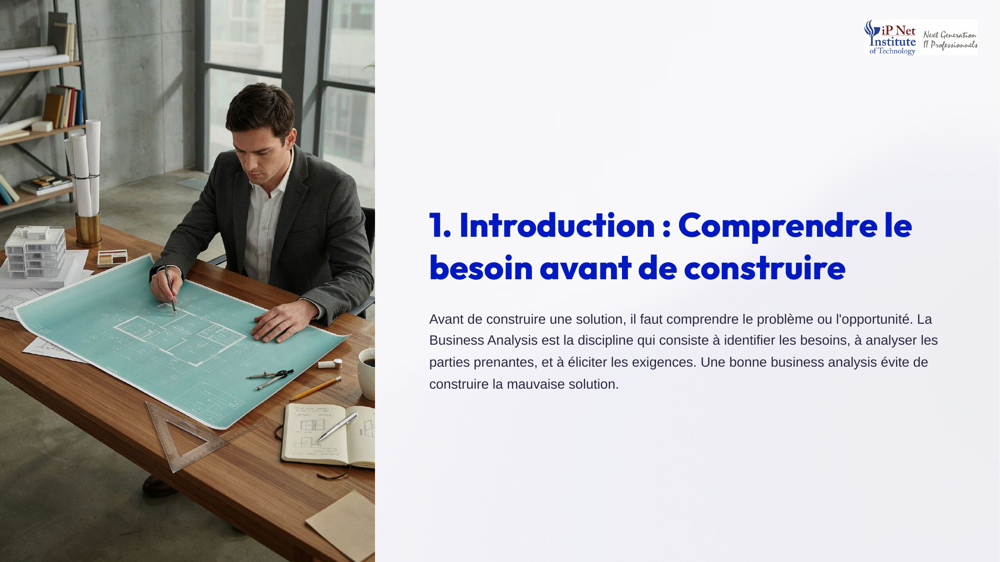 iP Net
Institute
of Technology
Next Generation
IT Professionnels
1. Introduction : Comprendre le
besoin avant de construire
Avant de construire une solution, il faut comprendre le problème ou l'opportunité. La
Business Analysis est la discipline qui consiste à identifier les besoins, à analyser les
parties prenantes, et à éliciter les exigences. Une bonne business analysis évite de
construire la mauvaise solution.